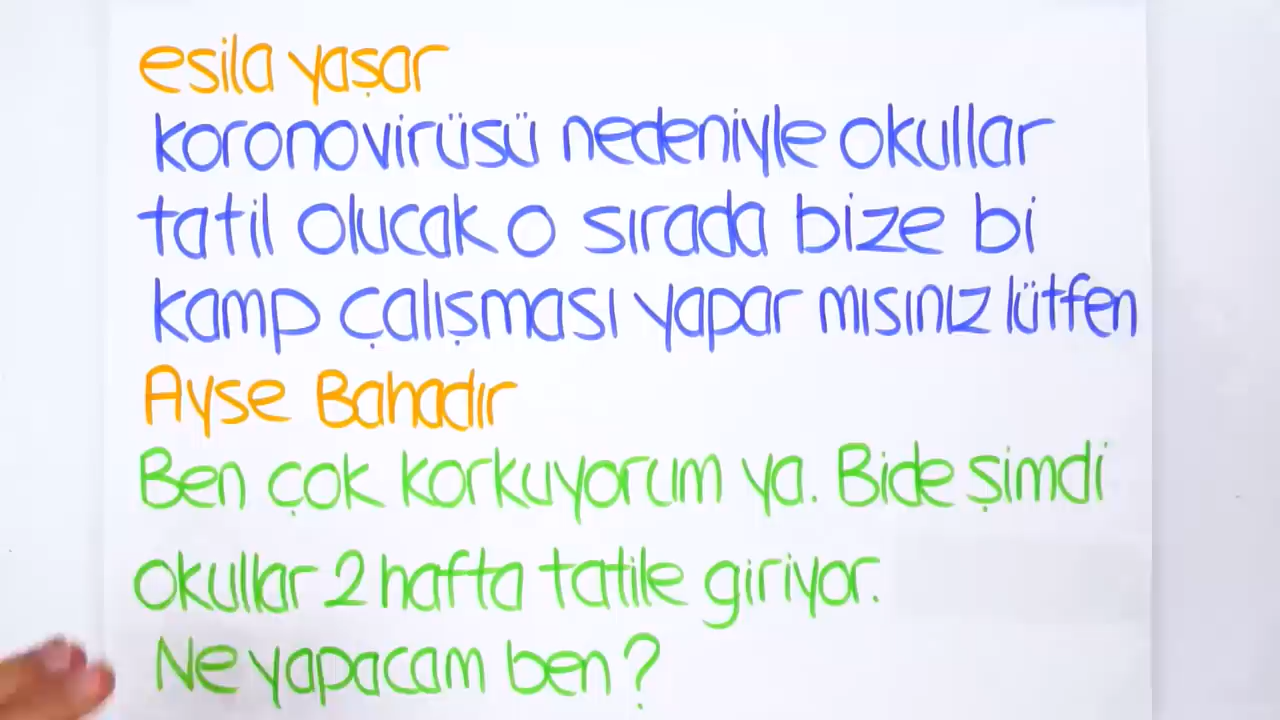 esila yaşar
koronovirüsü nedeniyle okullar
tatil olucak o sırada bize bi
kamp çalışması yapar mısınız lütfen
Ayse Bahadır
Ben çok korkuyorum ya. Bide şimdi
okullar 2 hafta tatile giriyor.
Ne yapacam ben?